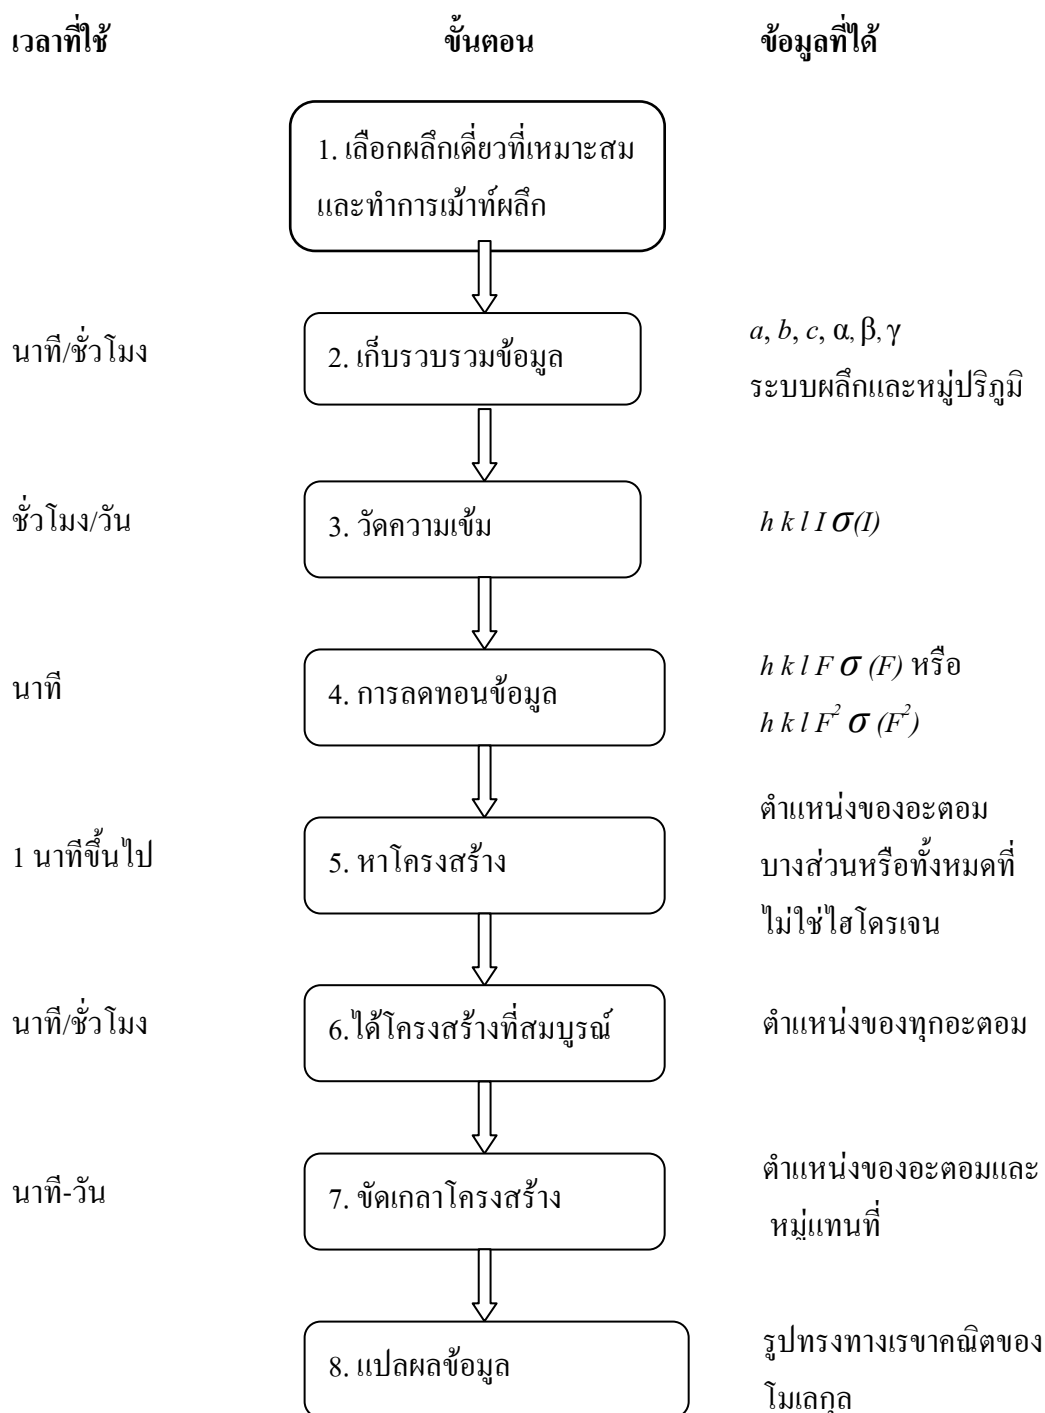 เวลาที่ใช้ ขั้นตอน ข้อมูลที่ได้
1. เลือกผลึกเดี่ยวที่เหมาะสม
และทำการเม้าท์ผลึก
นาที/ชั่วโมง
2. เก็บรวบรวมข้อมูล
a, b, c, α, β, γ
ระบบผลึกและหมู่ปริภูมิ
ชั่วโมง/วัน
3. วัดความเข้ม
h k l I σ(I)
นาที
4. การลดทอนข้อมูล
h k l F σ (F) หรือ
h k l F² σ (F²)
1 นาทีขึ้นไป
5. หาโครงสร้าง
ตำแหน่งของอะตอม
บางส่วนหรือทั้งหมดที่
ไม่ใช่ไฮโดรเจน
นาที/ชั่วโมง
6.ได้โครงสร้างที่สมบูรณ์
ตำแหน่งของทุกอะตอม
นาที-วัน
7. ขัดเกลาโครงสร้าง
ตำแหน่งของอะตอมและ
หมู่แทนที่
8. แปลผลข้อมูล
รูปทรงทางเรขาคณิตของ
โมเลกุล